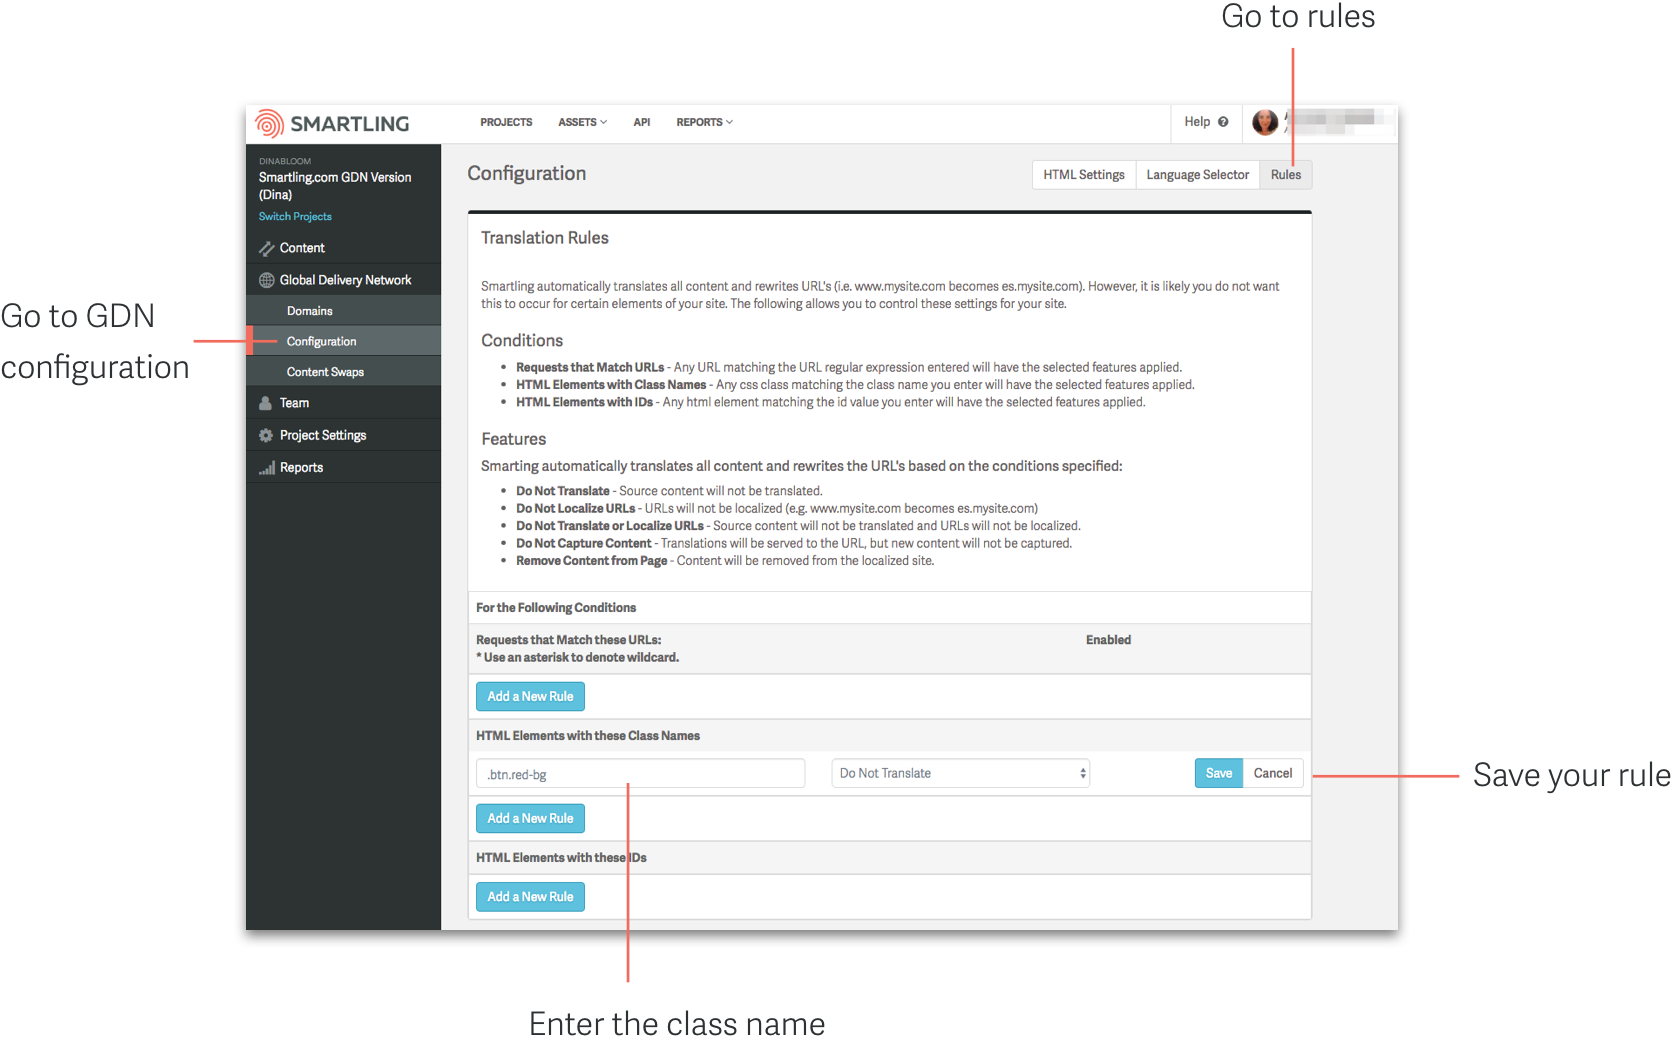 Go to rules
SMARTLING
PROJECTS
ASSETS
API
REPORTS
Help
DINABLOOM
Smartling.com GDN Version
(Dina)
Switch Projects
Content
Global Delivery Network
Domains
Configuration
Content Swaps
Team
Project Settings
Reports
Go to GDN
configuration
Configuration
HTML Settings
Language Selector
Rules
Translation Rules
Smartling automatically translates all content and rewrites URL's (i.e. www.mysite.com becomes es.mysite.com). However, it is likely you do not want
this to occur for certain elements of your site. The following allows you to control these settings for your site.
Conditions
• Requests that Match URLs - Any URL matching the URL regular expression entered will have the selected features applied.
• HTML Elements with Class Names - Any css class matching the class name you enter will have the selected features applied.
• HTML Elements with IDs - Any html element matching the id value you enter will have the selected features applied.
Features
Smarting automatically translates all content and rewrites the URL's based on the conditions specified:
• Do Not Translate - Source content will not be translated.
• Do Not Localize URLs - URLs will not be localized (e.g. www.mysite.com becomes es.mysite.com)
• Do Not Translate or Localize URLs - Source content will not be translated and URLs will not be localized.
• Do Not Capture Content - Translations will be served to the URL, but new content will not be captured.
• Remove Content from Page - Content will be removed from the localized site.
For the Following Conditions
Requests that Match these URLs:
* Use an asterisk to denote wildcard.
Enabled
Add a New Rule
HTML Elements with these Class Names
.btn.red-bg
Do Not Translate
Save
Cancel
Save your rule
Add a New Rule
HTML Elements with these IDs
Add a New Rule
Enter the class name